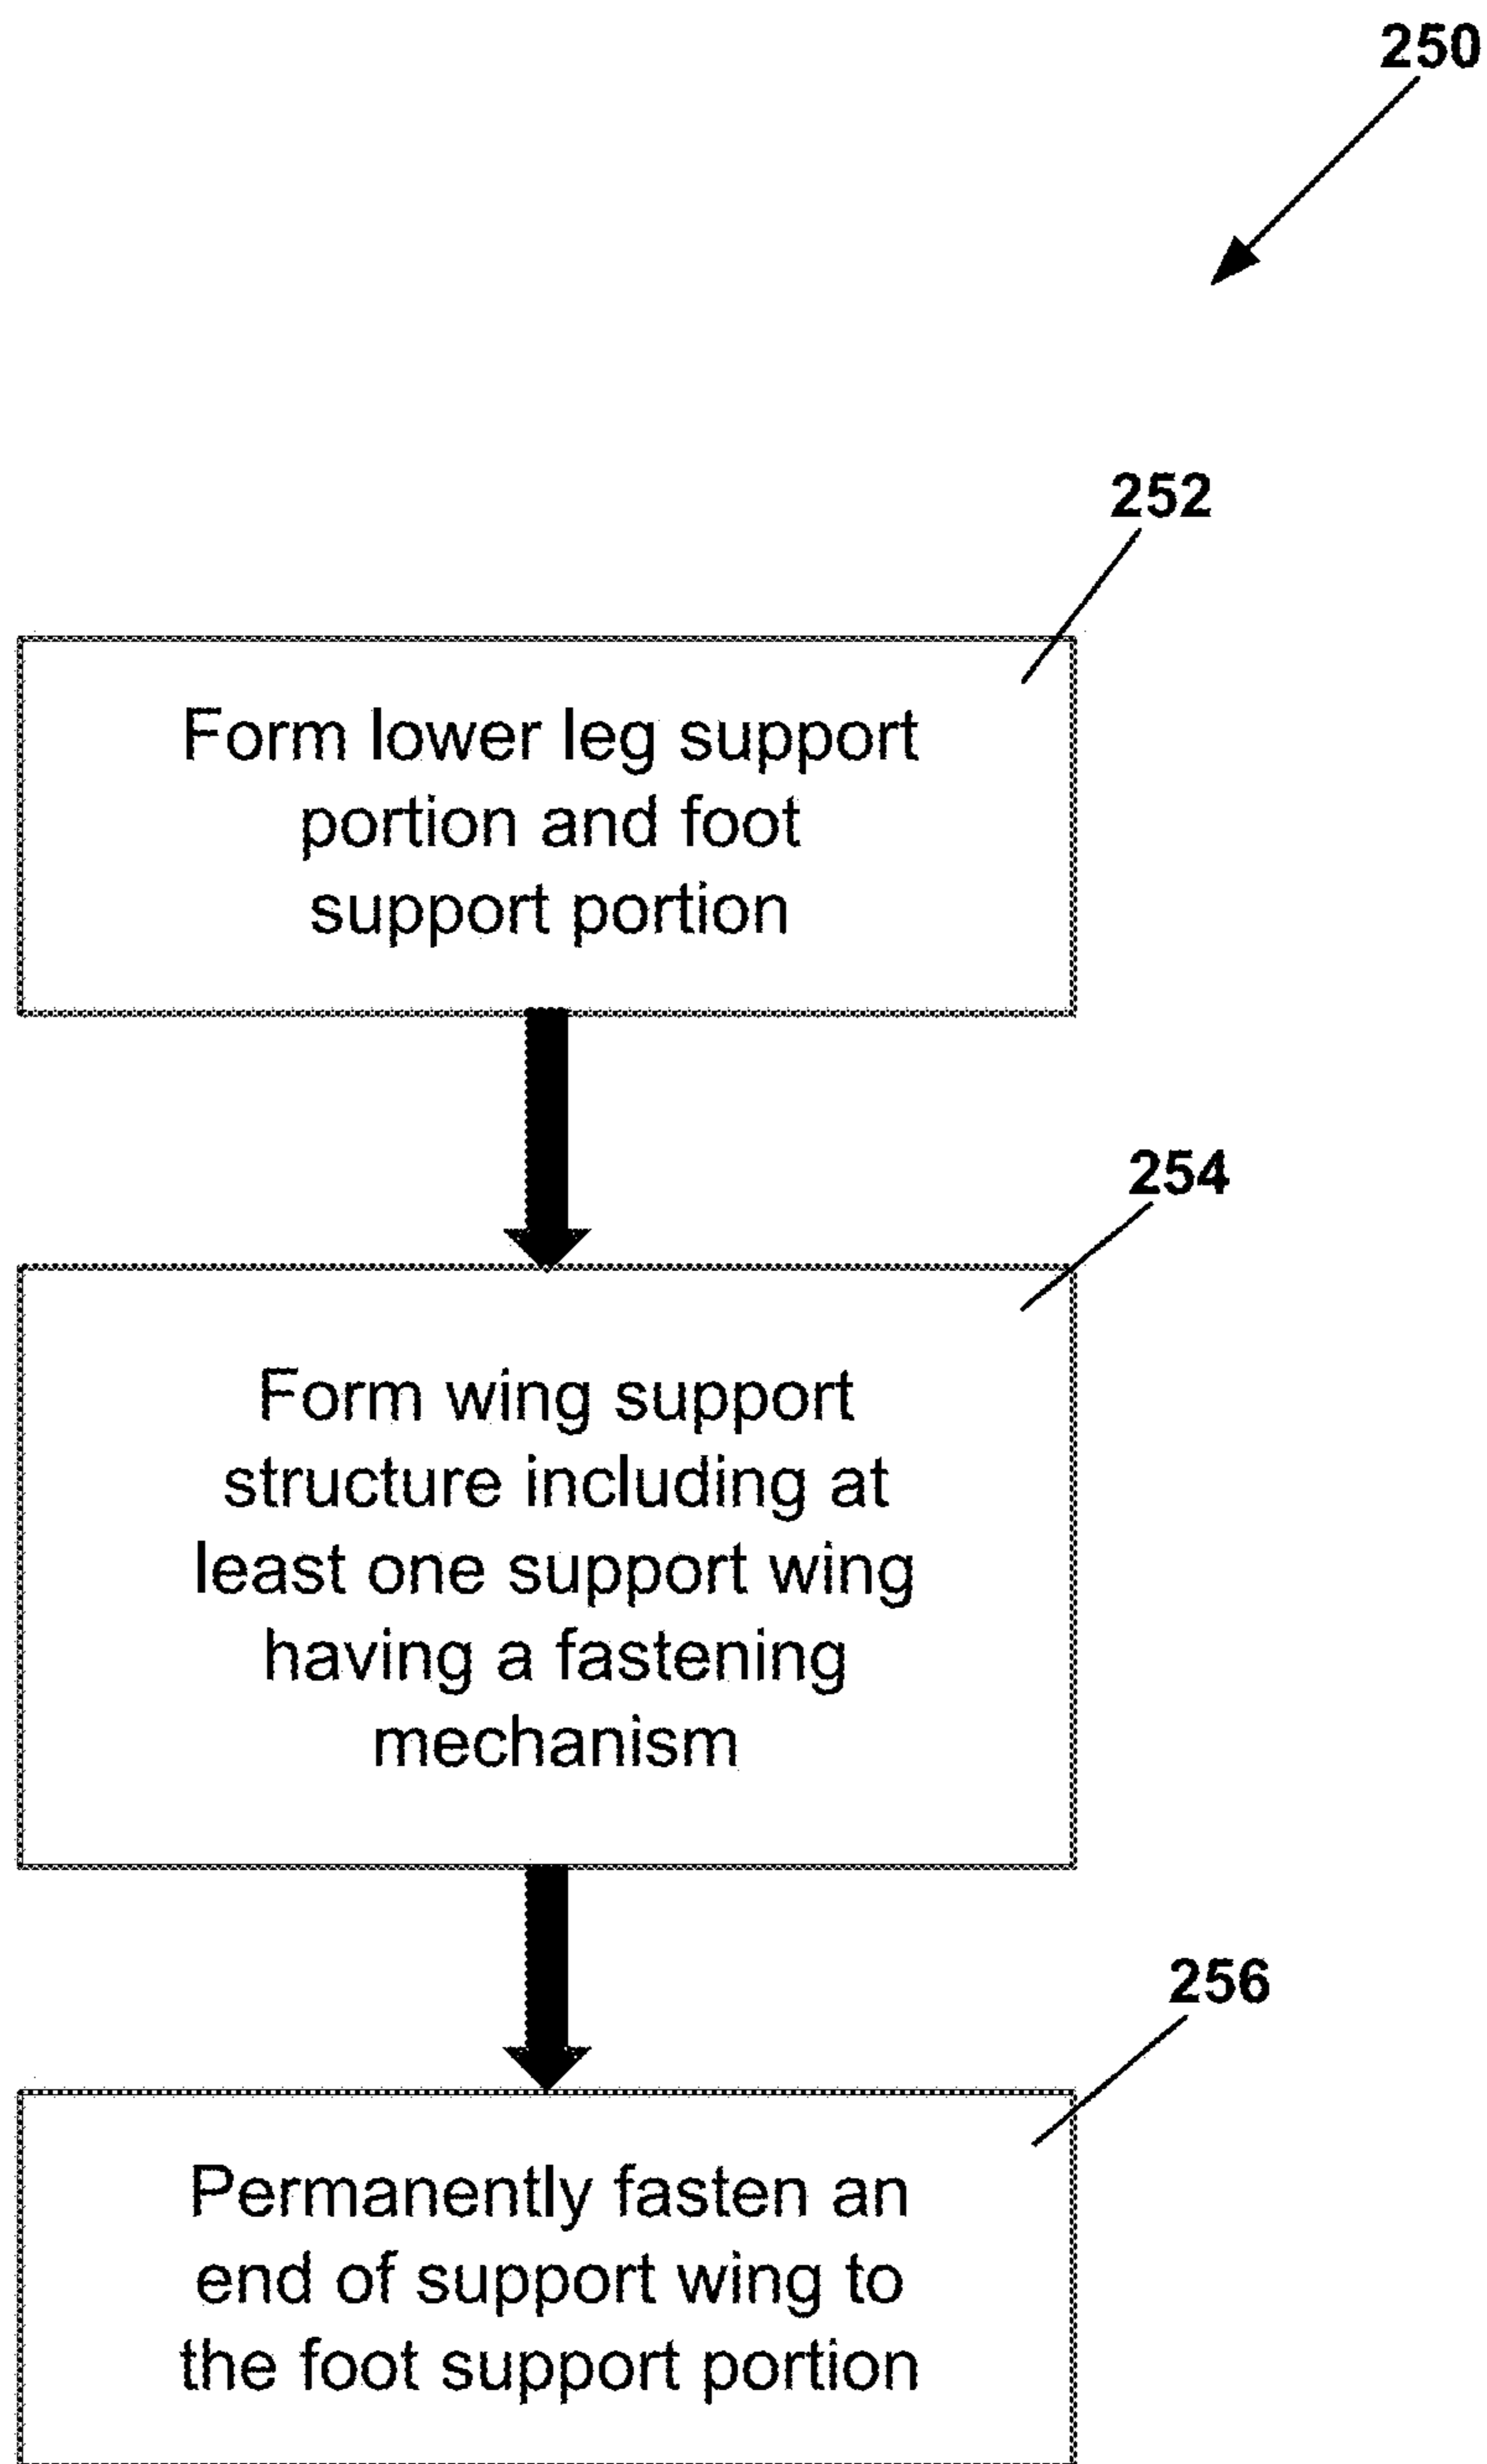 250
252
Form lower leg support
portion and foot
support portion
254
Form wing support
structure including at
least one support wing
having a fastening
mechanism
256
Permanently fasten an
end of support wing to
the foot support portion